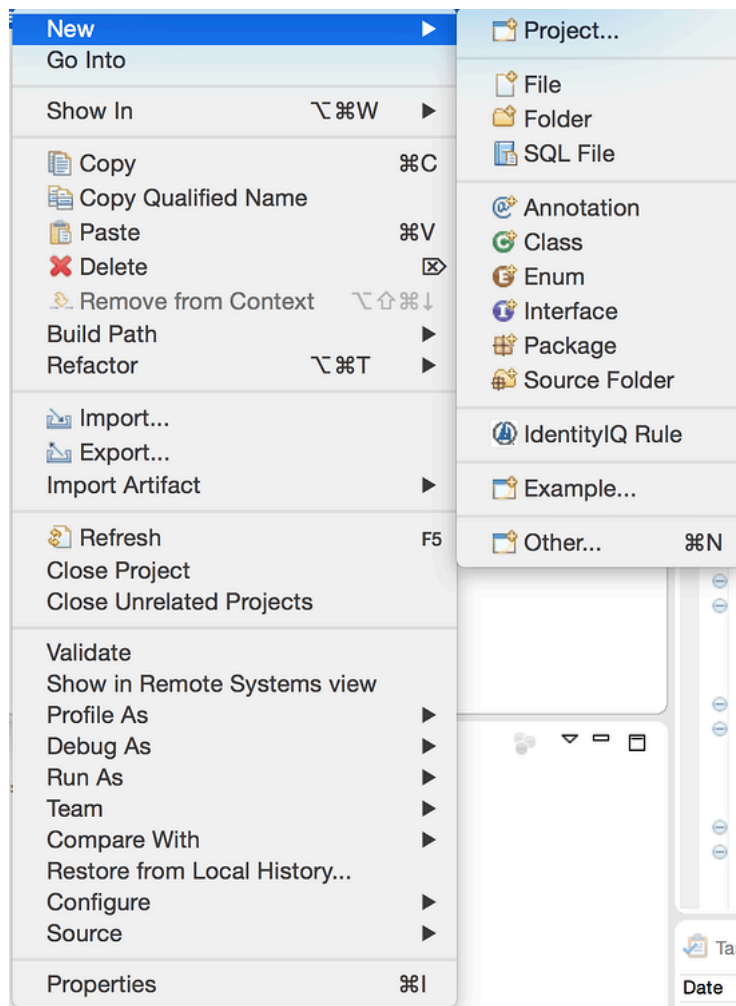 New
Go Into
Show In ⌥⌘W
Copy ⌘C
Copy Qualified Name
Paste ⌘V
Delete ⌦
Remove from Context ⌥⇧⌘↓
Build Path
Refactor ⌥⌘T
Import...
Export...
Import Artifact
Refresh F5
Close Project
Close Unrelated Projects
Validate
Show in Remote Systems view
Profile As
Debug As
Run As
Team
Compare With
Restore from Local History...
Configure
Source
Properties ⌘I
Project...
File
Folder
SQL File
Annotation
Class
Enum
Interface
Package
Source Folder
IdentityIQ Rule
Example...
Other... ⌘N
Date